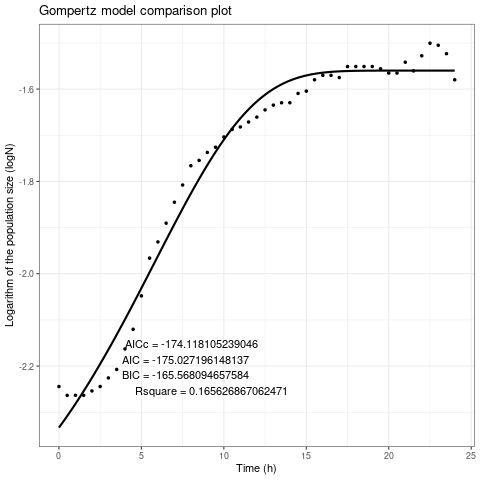 Gompertz model comparison plot
Logarithm of the population size (logN)
-1.6
-1.8
-2.0
-2.2
AICc = -174.118105239046
AIC = -175.027196148137
BIC = -165.568094657584
Rsquare = 0.165626867062471
0 5 10 15 20 25
Time (h)